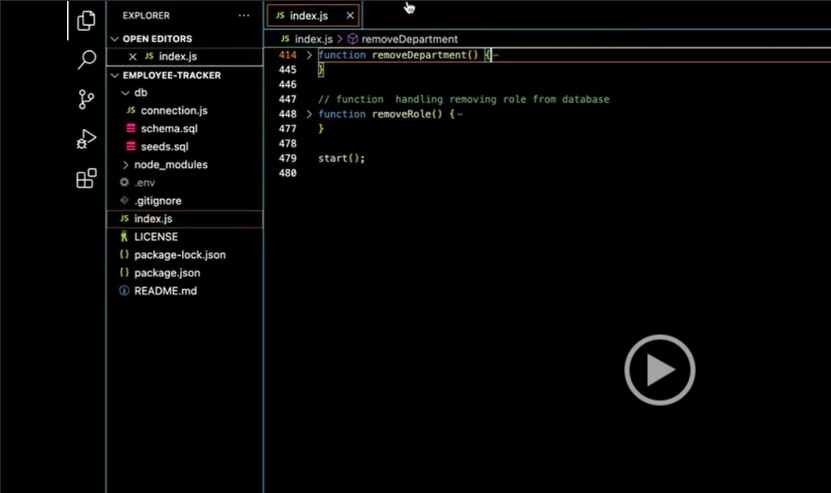 EXPLORER
OPEN EDITORS
JS index.js
EMPLOYEE-TRACKER
db
JS connection.js
schema.sql
seeds.sql
node_modules
.env
.gitignore
JS index.js
LICENSE
{} package-lock.json
{} package.json
README.md
JS index.js
JS index.js > removeDepartment
414 > function removeDepartment() {
445 }
446
447 // function  handling removing role from database
448 > function removeRole() {
477 }
478
479 start();
480